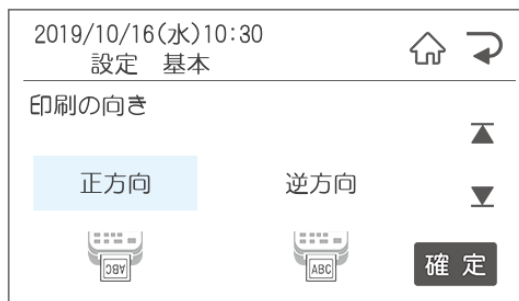 2019/10/16(水)10:30
設定 基本
印刷の向き
正方向 逆方向
ABC ABC
確 定